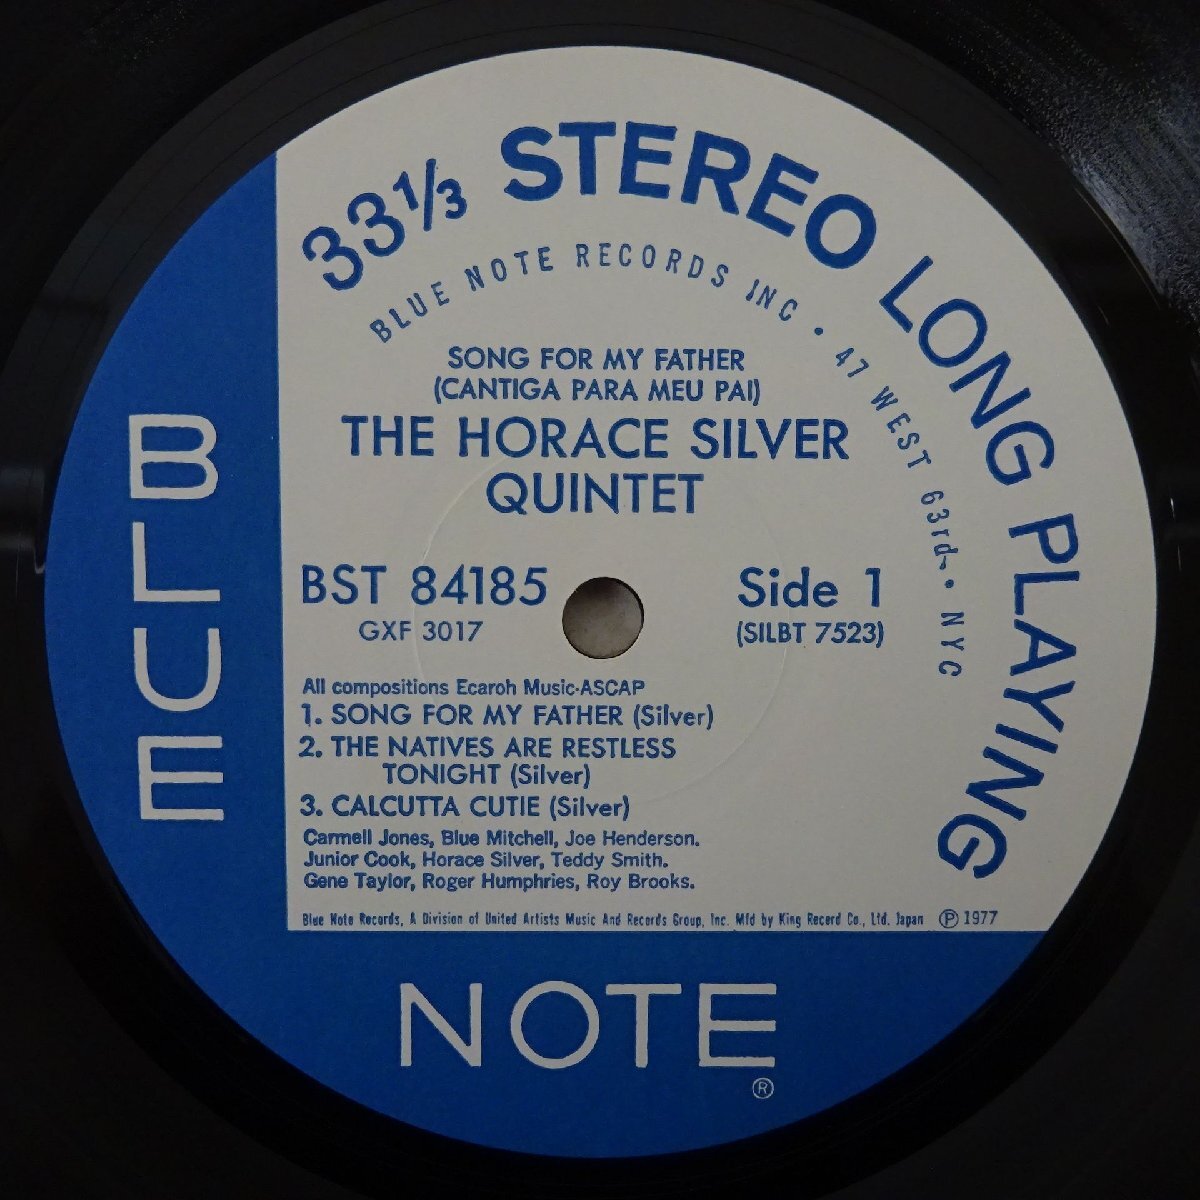 33⅓ STEREO LONG PLAYING
BLUE NOTE RECORDS INC • 47 WEST 63rd • NYC
SONG FOR MY FATHER
(CANTIGA PARA MEU PAI)
THE HORACE SILVER
QUINTET
BST 84185
GXF 3017
Side 1
(SILBT 7523)
All compositions Ecaroh Music-ASCAP
1. SONG FOR MY FATHER (Silver)
2. THE NATIVES ARE RESTLESS
TONIGHT (Silver)
3. CALCUTTA CUTIE (Silver)
Carmell Jones, Blue Mitchell, Joe Henderson.
Junior Cook, Horace Silver, Teddy Smith.
Gene Taylor, Roger Humphries, Roy Brooks.
Blue Note Records, A Division of United Artists Music And Records Group, Inc. Mfd by King Record Co., Ltd. Japan ℗ 1977
BLUE
NOTE
®